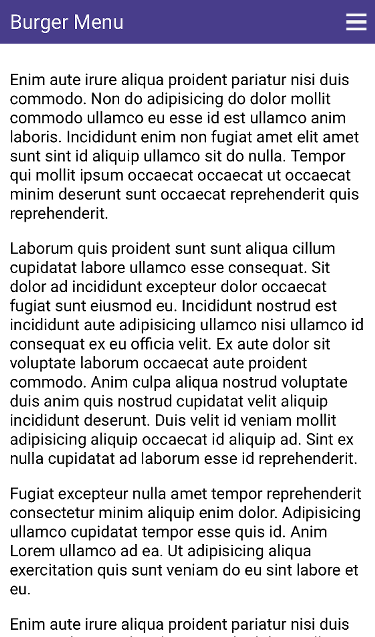 Burger Menu
Enim aute irure aliqua proident pariatur nisi duis
commodo. Non do adipisicing do dolor mollit
commodo ullamco eu esse id est ullamco anim
laboris. Incididunt enim non fugiat amet elit amet
sunt sint id aliquip ullamco sit do nulla. Tempor
qui mollit ipsum occaecat occaecat ut occaecat
minim deserunt sunt occaecat reprehenderit quis
reprehenderit.
Laborum quis proident sunt sunt aliqua cillum
cupidatat labore ullamco esse consequat. Sit
dolor ad incididunt excepteur dolor occaecat
fugiat sunt eiusmod eu. Incididunt nostrud est
incididunt aute adipisicing ullamco nisi ullamco id
consequat ex eu officia velit. Ex aute dolor sit
voluptate laborum occaecat aute proident
commodo. Anim culpa aliqua nostrud voluptate
duis anim quis nostrud cupidatat velit aliquip
incididunt deserunt. Duis velit id veniam mollit
adipisicing aliquip occaecat id aliquip ad. Sint ex
nulla cupidatat ad laborum esse id reprehenderit.
Fugiat excepteur nulla amet tempor reprehenderit
consectetur minim aliquip enim dolor. Adipisicing
ullamco cupidatat tempor esse quis id. Anim
Lorem ullamco ad ea. Ut adipisicing aliqua
exercitation quis sunt veniam do eu sint labore et
eu.
Enim aute irure aliqua proident pariatur nisi duis